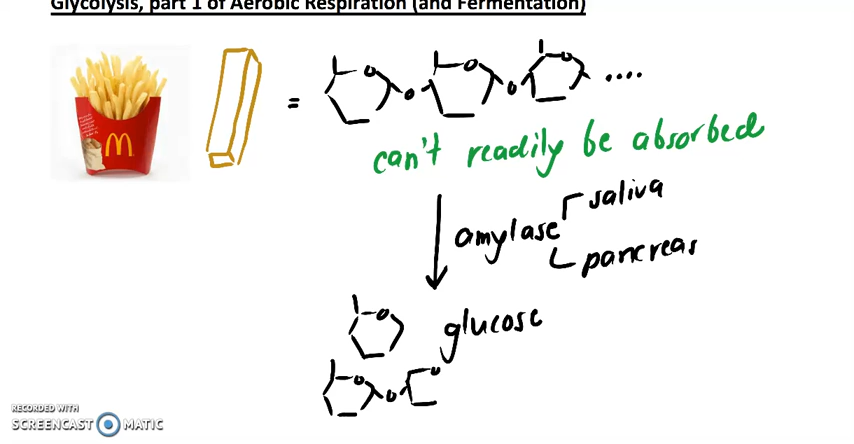 Glycolysis, part 1 of Aerobic Respiration (and Fermentation)
=
o o o o o ....
can't readily be absorbed
amylase
saliva
pancreas
o
glucose
o o o
M
RECORDED WITH
SCREENCAST MATIC